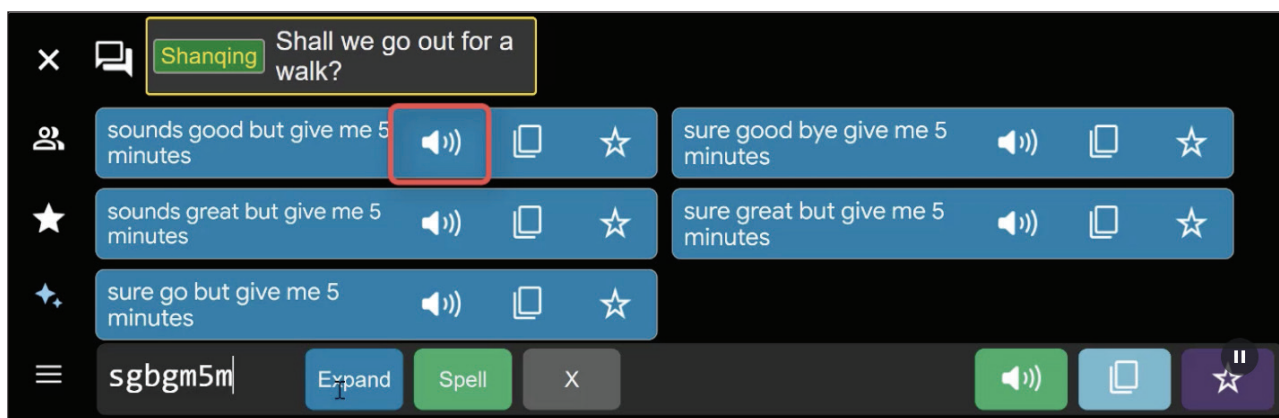 Shanqing
Shall we go out for a
walk?
sounds good but give me 5
minutes
sure good bye give me 5
minutes
sounds great but give me 5
minutes
sure great but give me 5
minutes
sure go but give me 5
minutes
sgbgm5m
Expand
Spell
X